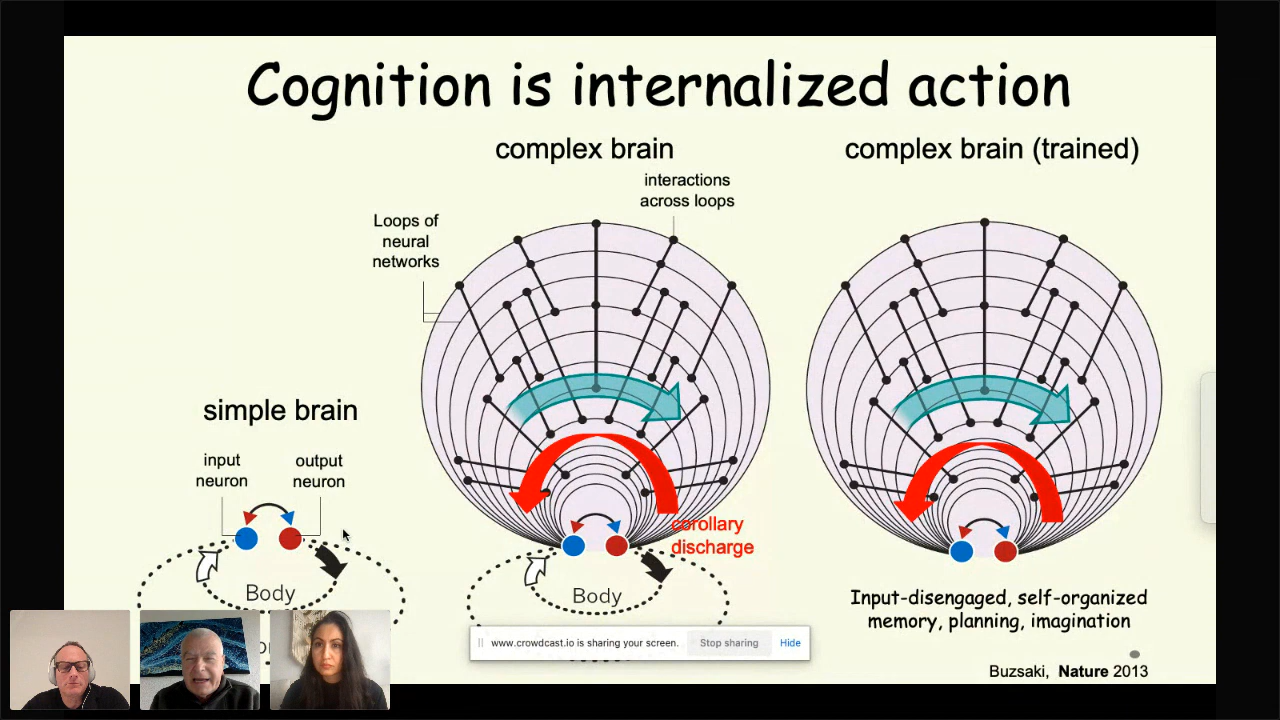 Cognition is internalized action
complex brain
complex brain (trained)
interactions
across loops
Loops of
neural
networks
simple brain
input
neuron
output
neuron
corollary
discharge
Body
Body
Input-disengaged, self-organized
memory, planning, imagination
www.crowdcast.io is sharing your screen.
Stop sharing
Hide
Buzsaki, Nature 2013